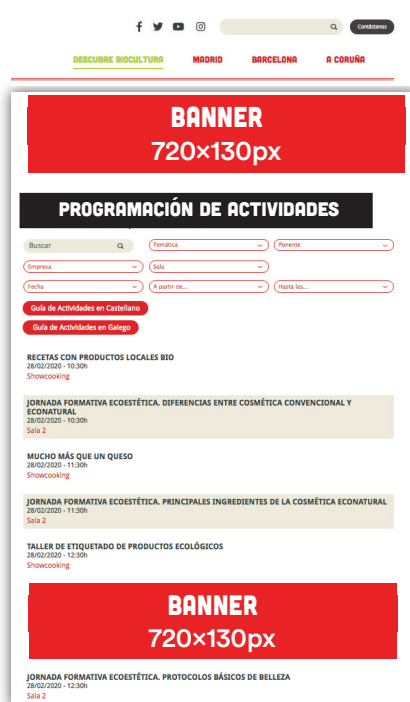 Contáctanos
DESCUBRE BIOCULTURA MADRID BARCELONA A CORUÑA
BANNER
720×130px
PROGRAMACIÓN DE ACTIVIDADES
Buscar Temática Ponente
Empresa Sala
Fecha A partir de... Hasta las...
Guía de Actividades en Castellano
Guía de Actividades en Galego
RECETAS CON PRODUCTOS LOCALES BIO
28/02/2020 - 10:30h
Showcooking
JORNADA FORMATIVA ECOESTÉTICA. DIFERENCIAS ENTRE COSMÉTICA CONVENCIONAL Y
ECONATURAL
28/02/2020 - 11:30h
Sala 2
MUCHO MÁS QUE UN QUESO
28/02/2020 - 11:30h
Showcooking
JORNADA FORMATIVA ECOESTÉTICA. PRINCIPALES INGREDIENTES DE LA COSMÉTICA ECONATURAL
28/02/2020 - 11:30h
Sala 2
TALLER DE ETIQUETADO DE PRODUCTOS ECOLÓGICOS
28/02/2020 - 12:30h
Showcooking
BANNER
720×130px
JORNADA FORMATIVA ECOESTÉTICA. PROTOCOLOS BÁSICOS DE BELLEZA
28/02/2020 - 12:30h
Sala 2